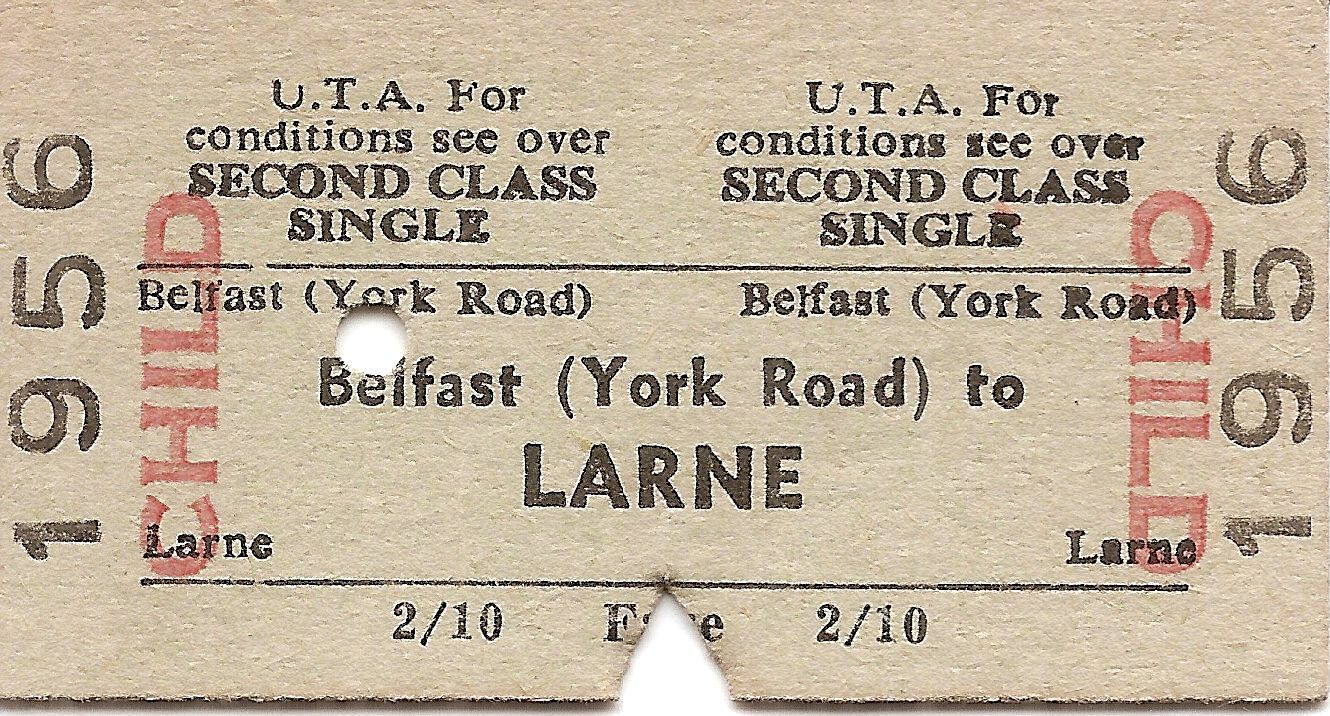 U.T.A. For U.T.A. For
conditions see over conditions see over
SECOND CLASS SECOND CLASS
SINGLE SINGLE
Belfast (York Road) Belfast (York Road)
Belfast (York Road) to
LARNE
Larne Larne
2/10 Fare 2/10
1956
CHILD
CHILD
1956